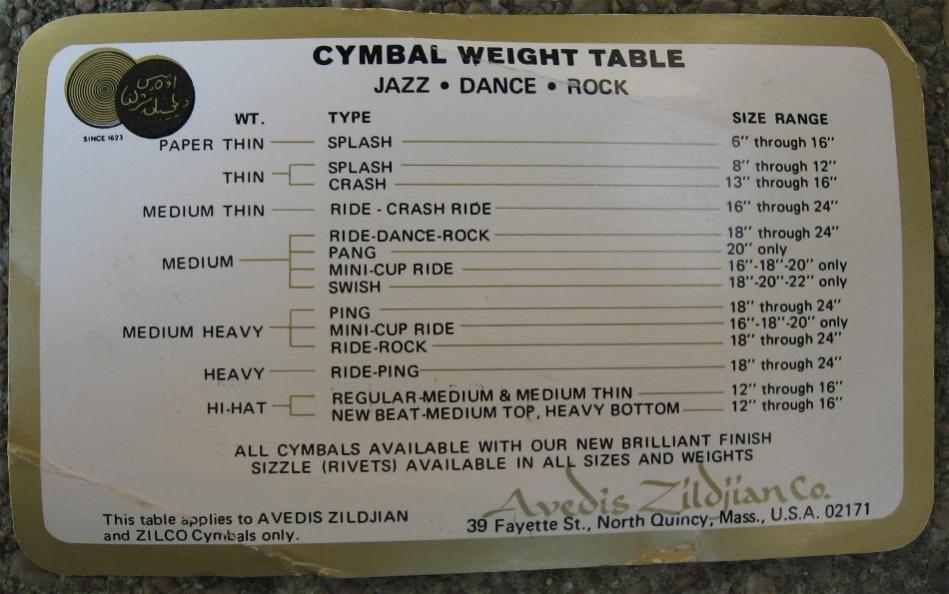 CYMBAL WEIGHT TABLE
JAZZ • DANCE • ROCK
SINCE 1623
WT. TYPE SIZE RANGE
PAPER THIN SPLASH 6" through 16"
THIN SPLASH 8" through 12"
CRASH 13" through 16"
MEDIUM THIN RIDE - CRASH RIDE 16" through 24"
MEDIUM RIDE-DANCE-ROCK 18" through 24"
PANG 20" only
MINI-CUP RIDE 16"-18"-20" only
SWISH 18"-20"-22" only
MEDIUM HEAVY PING 18" through 24"
MINI-CUP RIDE 16"-18"-20" only
RIDE-ROCK 18" through 24"
HEAVY RIDE-PING 18" through 24"
HI-HAT REGULAR-MEDIUM & MEDIUM THIN 12" through 16"
NEW BEAT-MEDIUM TOP, HEAVY BOTTOM 12" through 16"
ALL CYMBALS AVAILABLE WITH OUR NEW BRILLIANT FINISH
SIZZLE (RIVETS) AVAILABLE IN ALL SIZES AND WEIGHTS
Avedis Zildjian Co.
39 Fayette St., North Quincy, Mass., U.S.A. 02171
This table applies to AVEDIS ZILDJIAN
and ZILCO Cymbals only.